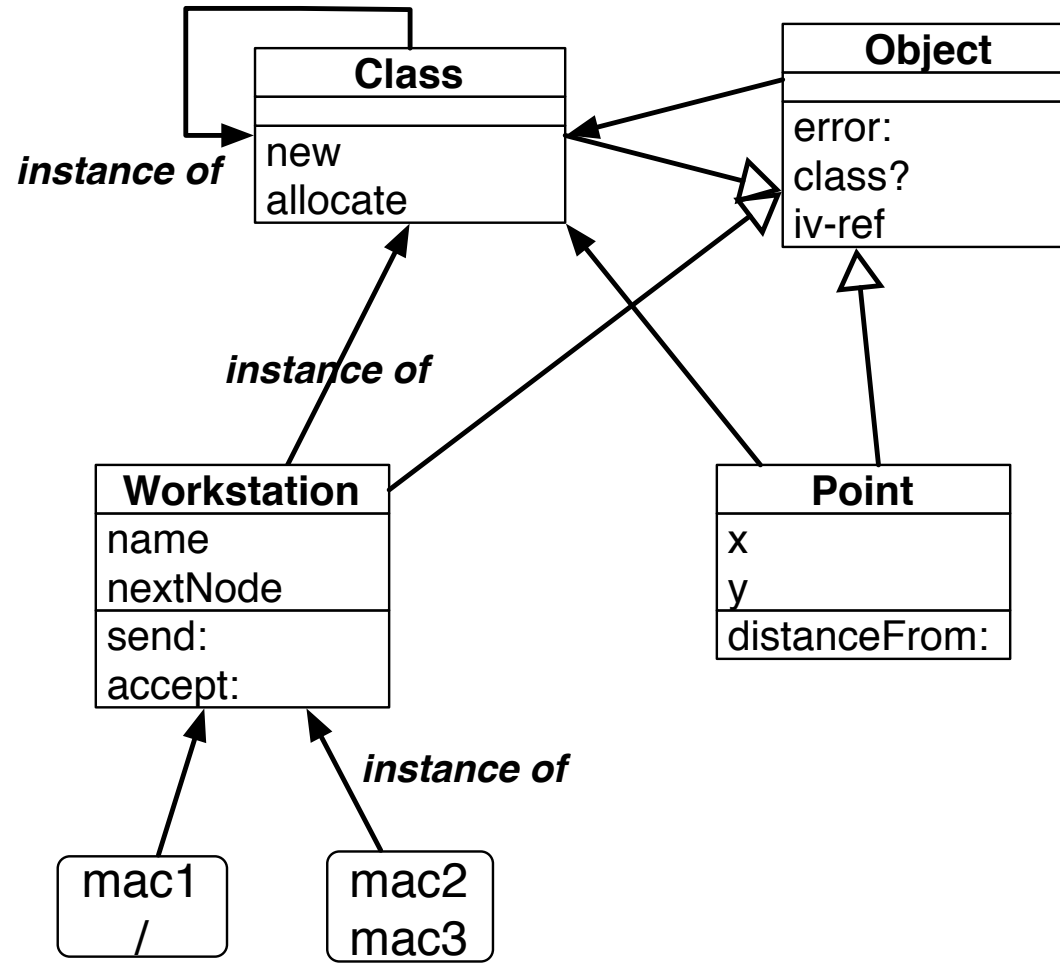 Class
new
allocate
Object
error:
class?
iv-ref
instance of
instance of
Workstation
name
nextNode
send:
accept:
Point
x
y
distanceFrom:
instance of
mac1
/
mac2
mac3